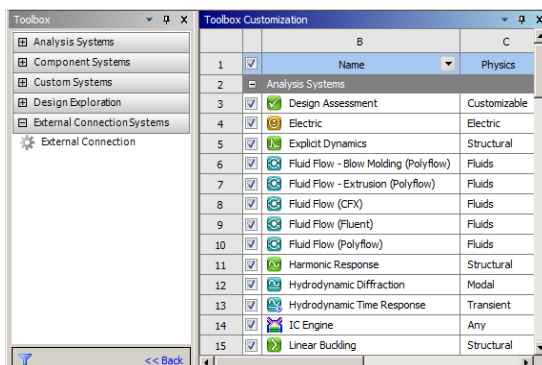 Toolbox
Analysis Systems
Component Systems
Custom Systems
Design Exploration
External Connection Systems
External Connection
<< Back
Toolbox Customization
B C
1 Name Physics
2 Analysis Systems
3 Design Assessment Customizable
4 Electric Electric
5 Explicit Dynamics Structural
6 Fluid Flow - Blow Molding (Polyflow) Fluids
7 Fluid Flow - Extrusion (Polyflow) Fluids
8 Fluid Flow (CFX) Fluids
9 Fluid Flow (Fluent) Fluids
10 Fluid Flow (Polyflow) Fluids
11 Harmonic Response Structural
12 Hydrodynamic Diffraction Modal
13 Hydrodynamic Time Response Transient
14 IC Engine Any
15 Linear Buckling Structural